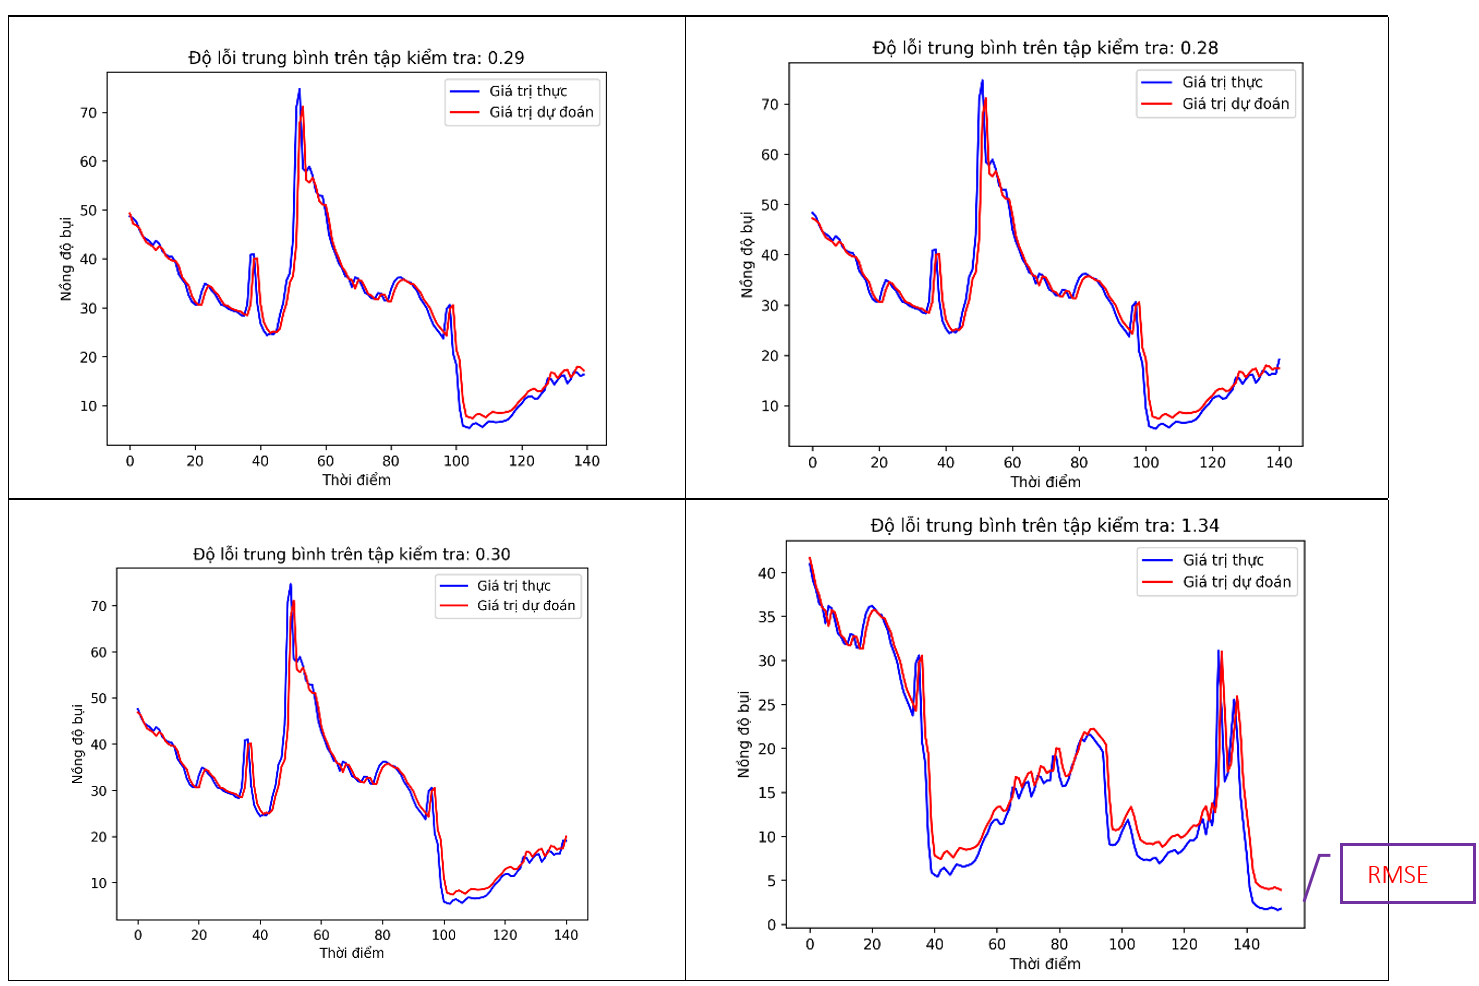 Độ lỗi trung bình trên tập kiểm tra: 0.29
Giá trị thực
Giá trị dự đoán
70
60
50
40
30
20
10
Nồng độ bụi
0 20 40 60 80 100 120 140
Thời điểm
Độ lỗi trung bình trên tập kiểm tra: 0.28
Giá trị thực
Giá trị dự đoán
70
60
50
40
30
20
10
Nồng độ bụi
0 20 40 60 80 100 120 140
Thời điểm
Độ lỗi trung bình trên tập kiểm tra: 0.30
Giá trị thực
Giá trị dự đoán
70
60
50
40
30
20
10
Nồng độ bụi
0 20 40 60 80 100 120 140
Thời điểm
Độ lỗi trung bình trên tập kiểm tra: 1.34
Giá trị thực
Giá trị dự đoán
40
35
30
25
20
15
10
5
0
Nồng độ bụi
0 20 40 60 80 100 120 140
Thời điểm
RMSE